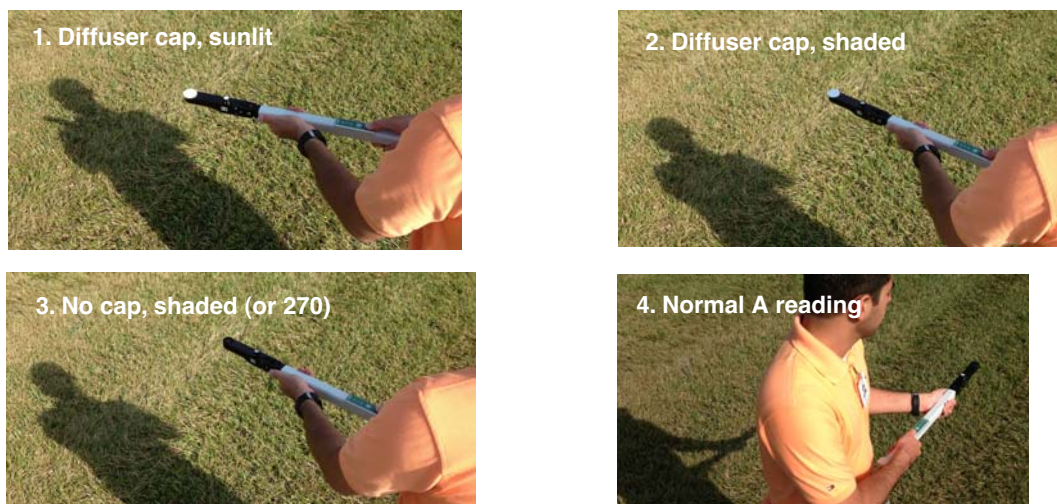 1. Diffuser cap, sunlit
2. Diffuser cap, shaded
3. No cap, shaded (or 270)
4. Normal A reading